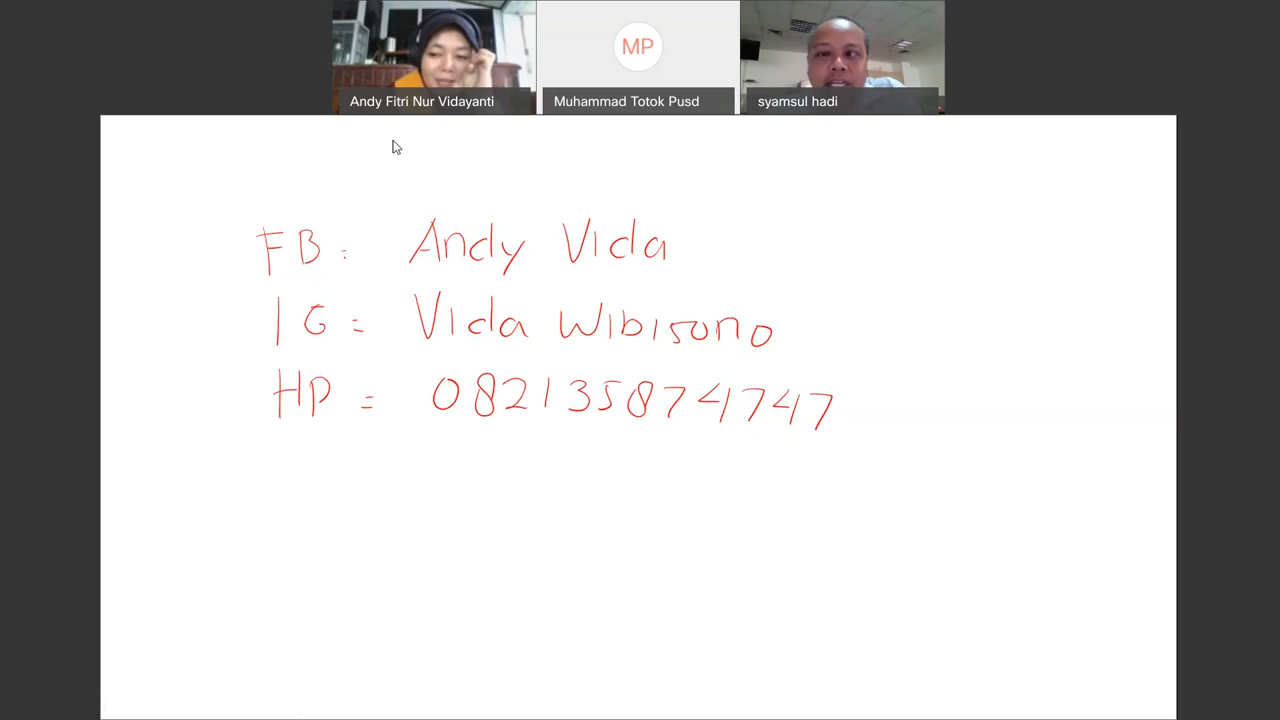 Andy Fitri Nur Vidayanti
MP
Muhammad Totok Pusd
syamsul hadi
FB : Andy Vida
IG = Vida Wibisono
HP = 082135874747